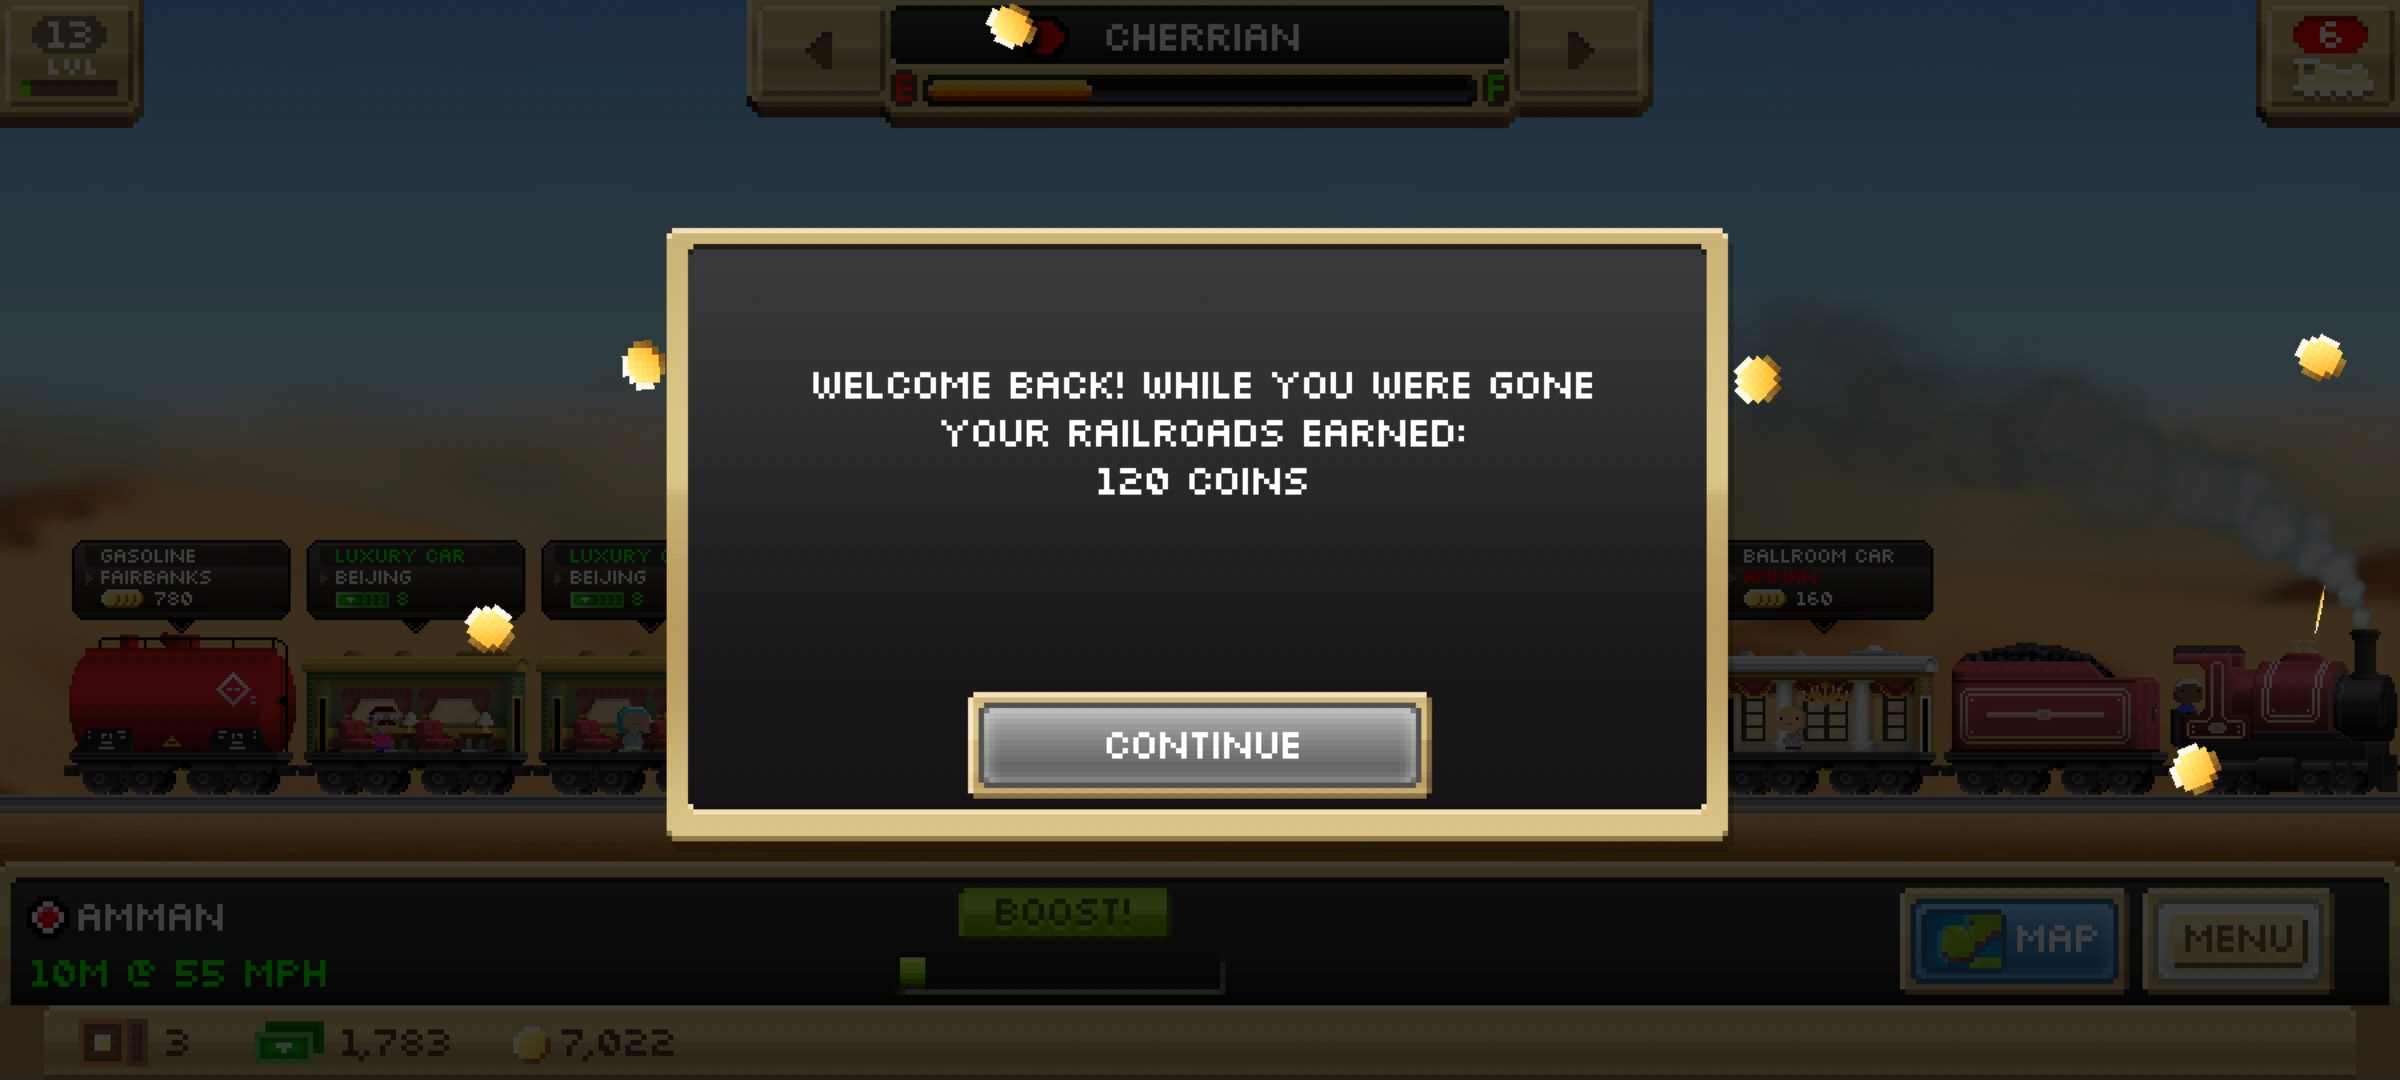 13
LVL
CHERRIAN
E F
6
WELCOME BACK! WHILE YOU WERE GONE
YOUR RAILROADS EARNED:
120 COINS
CONTINUE
GASOLINE
FAIRBANKS
780
LUXURY CAR
BEIJING
8
LUXURY
BEIJING
8
BALLROOM CAR
AMMAN
160
AMMAN
10M @ 55 MPH
BOOST!
MAP
MENU
3 1,783 7,022